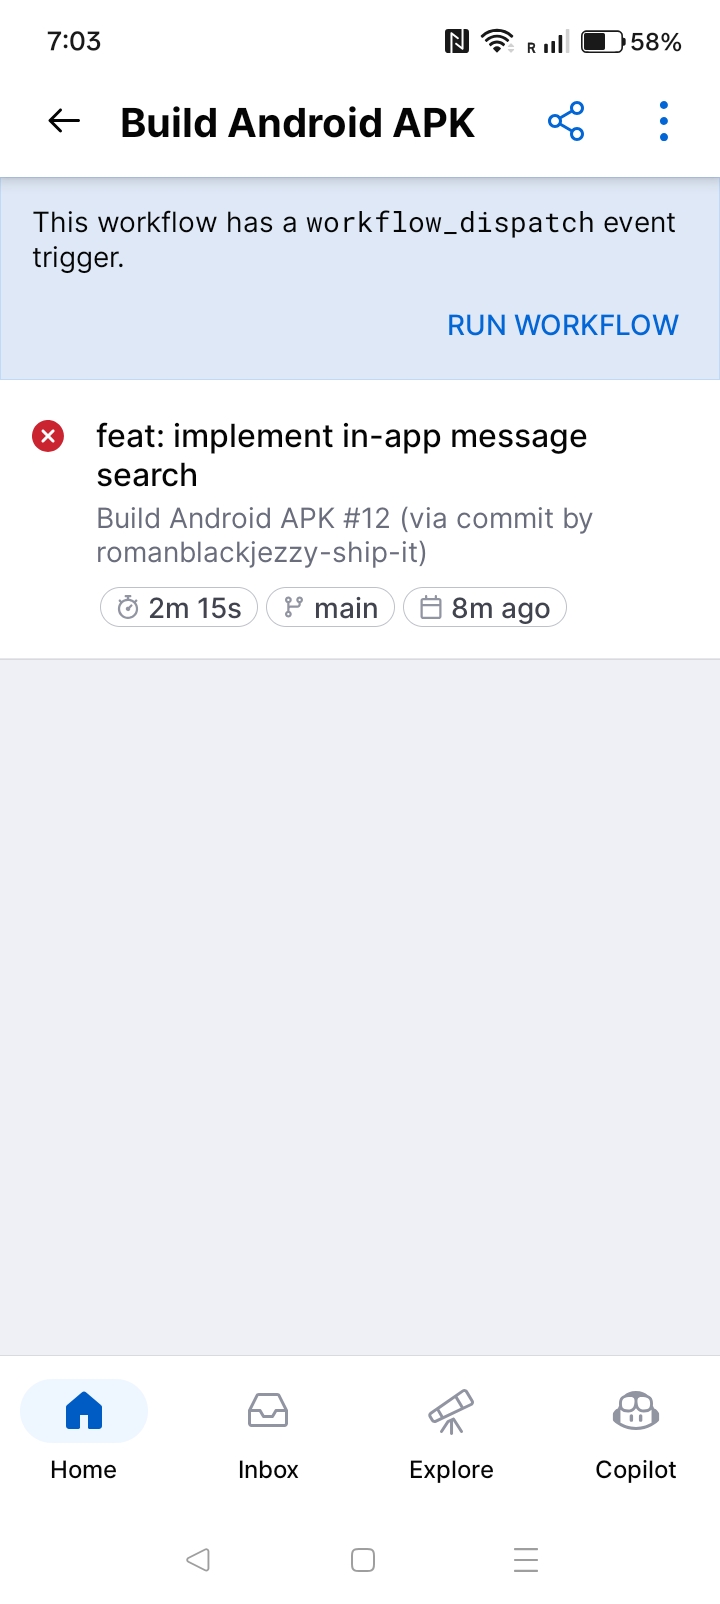 7:03
R 58%
Build Android APK
This workflow has a workflow_dispatch event
trigger.
RUN WORKFLOW
feat: implement in-app message
search
Build Android APK #12 (via commit by
romanblackjezzy-ship-it)
2m 15s main 8m ago
Home Inbox Explore Copilot